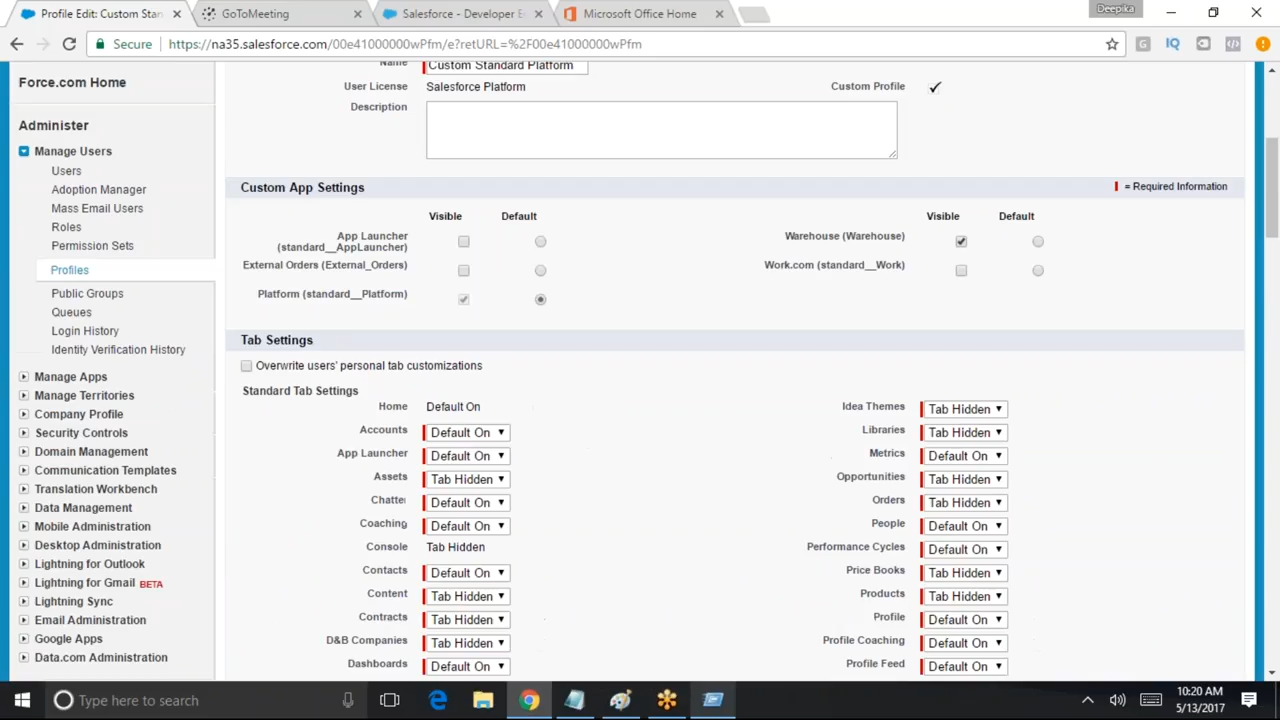 Profile Edit: Custom Stan
GoToMeeting
Salesforce - Developer E
Microsoft Office Home
Deepika
Secure
https://na35.salesforce.com/00e41000000wPfm/e?retURL=%2F00e41000000wPfm
Force.com Home
Administer
Manage Users
Users
Adoption Manager
Mass Email Users
Roles
Permission Sets
Profiles
Public Groups
Queues
Login History
Identity Verification History
Manage Apps
Manage Territories
Company Profile
Security Controls
Domain Management
Communication Templates
Translation Workbench
Data Management
Mobile Administration
Desktop Administration
Lightning for Outlook
Lightning for Gmail BETA
Lightning Sync
Email Administration
Google Apps
Data.com Administration
Name Custom Standard Platform
User License Salesforce Platform Custom Profile
Description
Custom App Settings = Required Information
Visible Default Visible Default
App Launcher
(standard__AppLauncher)
Warehouse (Warehouse)
External Orders (External_Orders) Work.com (standard__Work)
Platform (standard__Platform)
Tab Settings
Overwrite users' personal tab customizations
Standard Tab Settings
Home Default On Idea Themes Tab Hidden
Accounts Default On Libraries Tab Hidden
App Launcher Default On Metrics Default On
Assets Tab Hidden Opportunities Tab Hidden
Chatter Default On Orders Tab Hidden
Coaching Default On People Default On
Console Tab Hidden Performance Cycles Default On
Contacts Default On Price Books Tab Hidden
Content Tab Hidden Products Tab Hidden
Contracts Tab Hidden Profile Default On
D&B Companies Tab Hidden Profile Coaching Default On
Dashboards Default On Profile Feed Default On
Type here to search
10:20 AM
5/13/2017